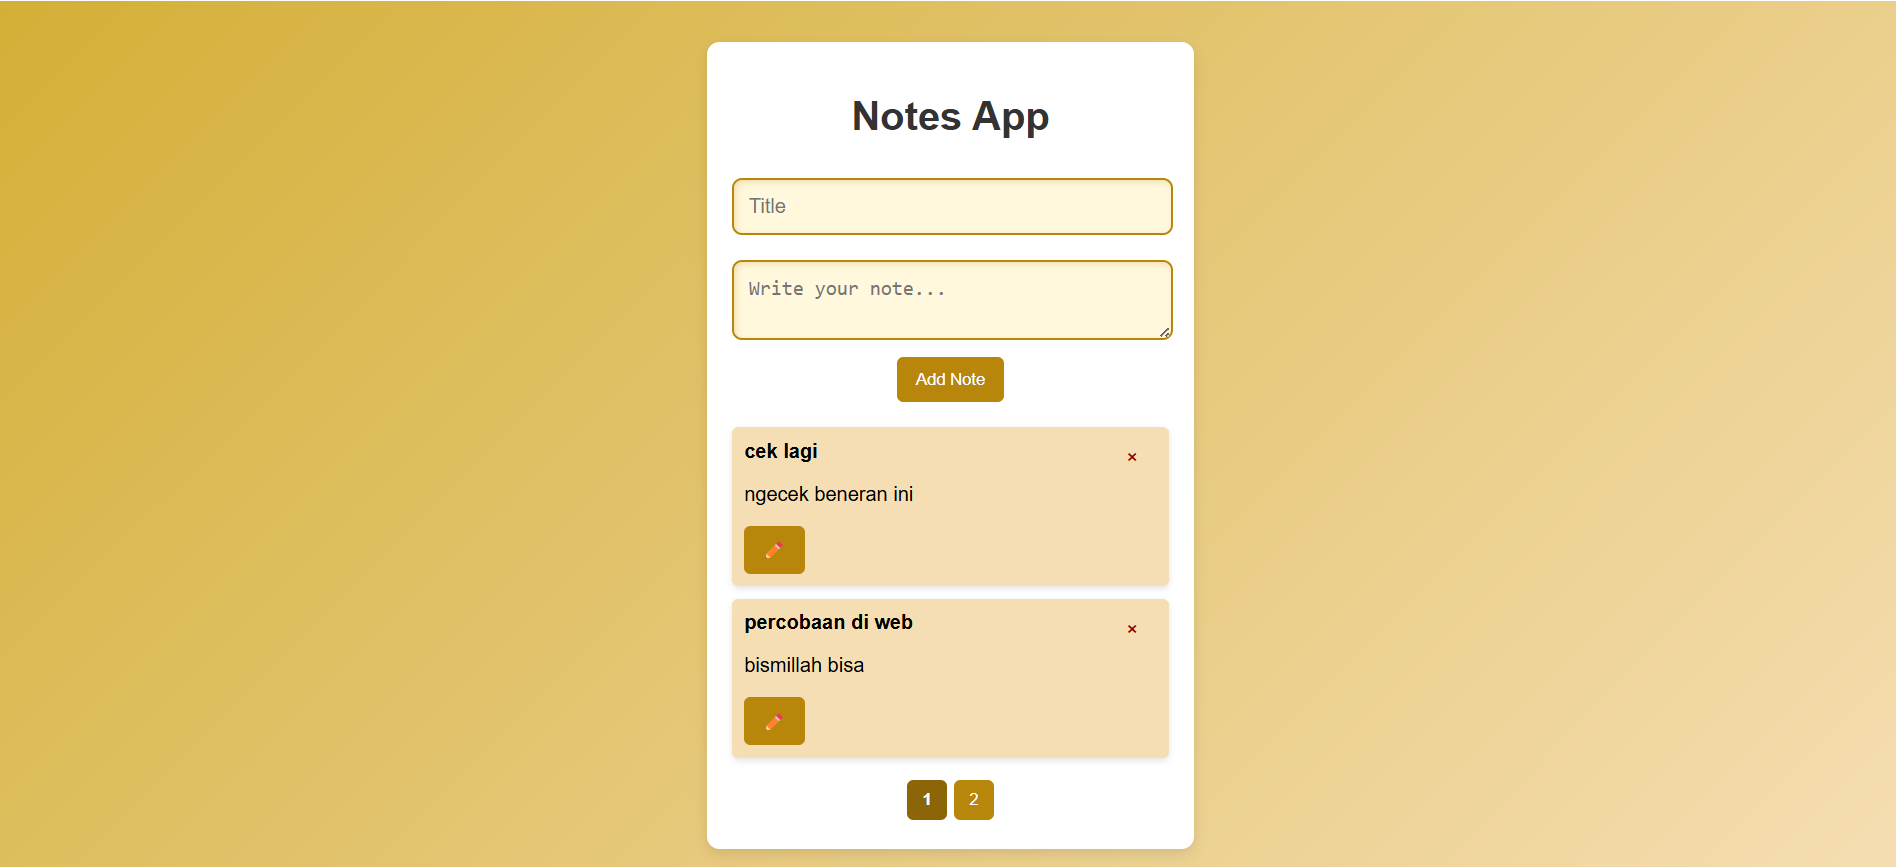 Notes App
Title
Write your note...
Add Note
cek lagi
×
ngecek beneran ini
percobaan di web
×
bismillah bisa
1 2